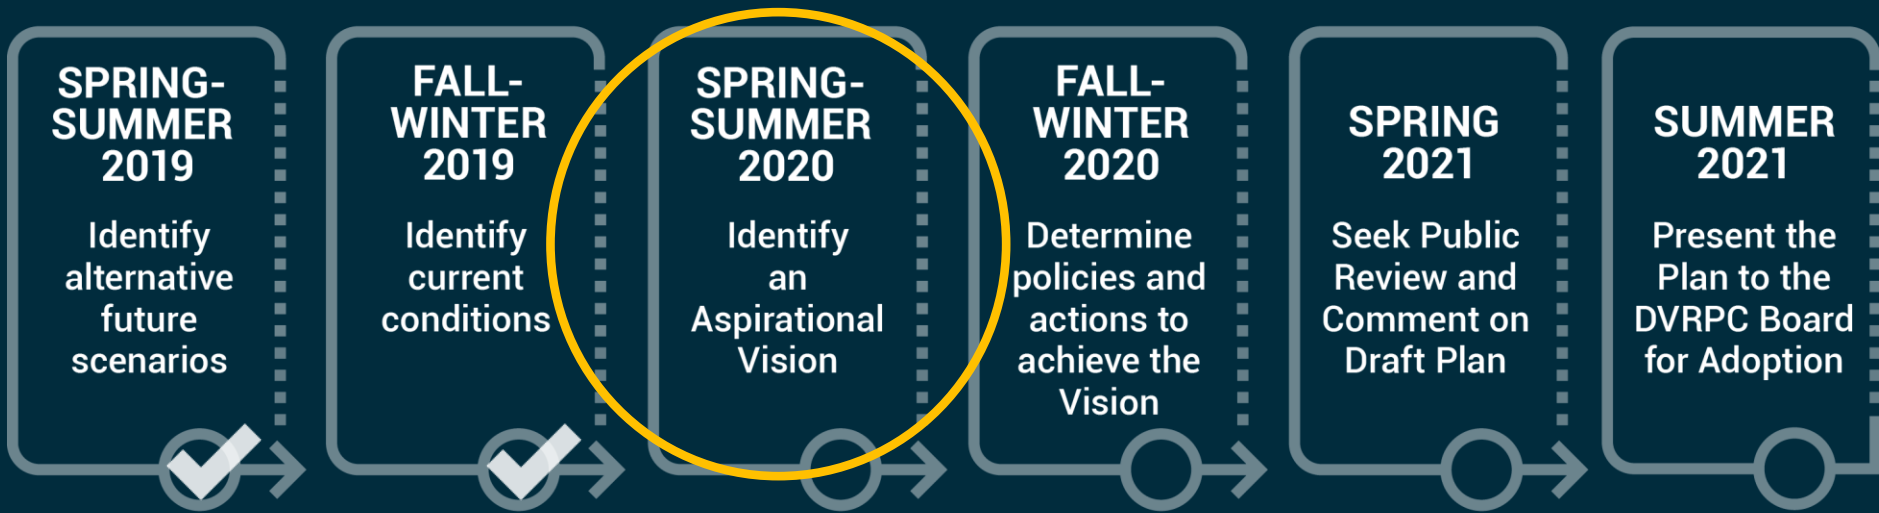 SPRING-
SUMMER
2019
Identify
alternative
future
scenarios
FALL-
WINTER
2019
Identify
current
conditions
SPRING-
SUMMER
2020
Identify
an
Aspirational
Vision
FALL-
WINTER
2020
Determine
policies and
actions to
achieve the
Vision
SPRING
2021
Seek Public
Review and
Comment on
Draft Plan
SUMMER
2021
Present the
Plan to the
DVRPC Board
for Adoption